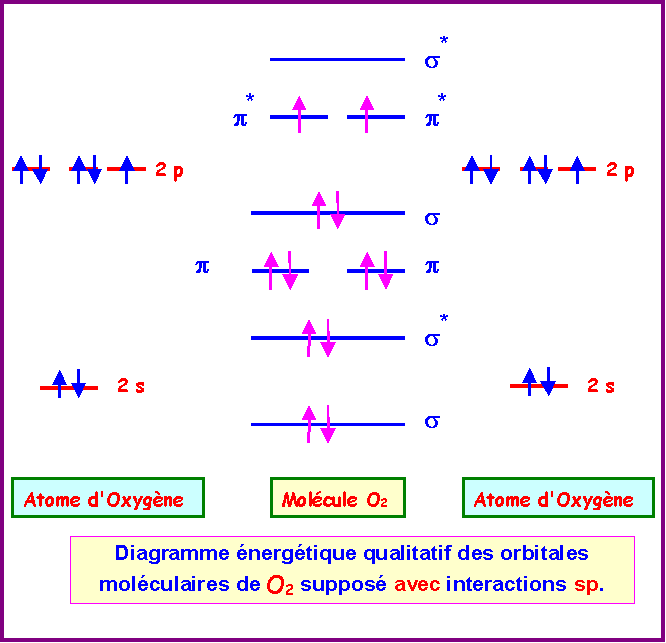 σ*
π* π*
2 p 2 p
σ
π π
σ*
2 s 2 s
σ
Atome d'Oxygène Molécule O₂ Atome d'Oxygène
Diagramme énergétique qualitatif des orbitales
moléculaires de O₂ supposé avec interactions sp.